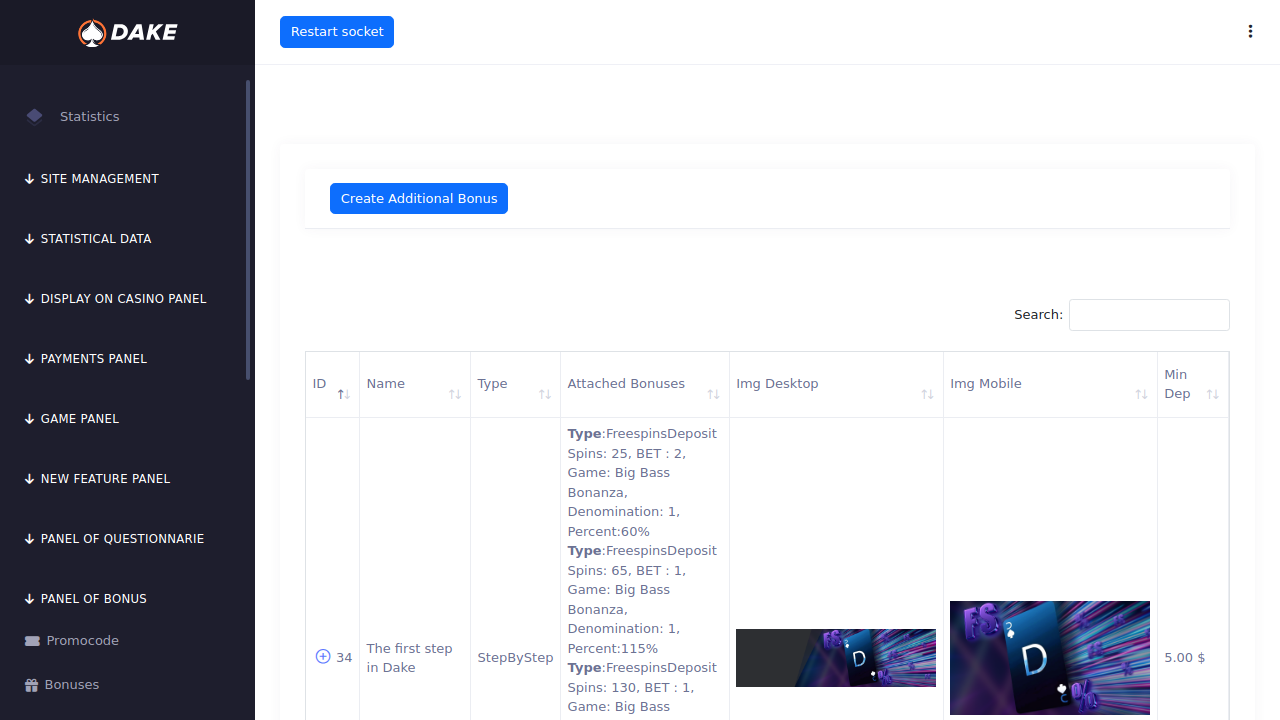 DAKE
Restart socket
Statistics
SITE MANAGEMENT
STATISTICAL DATA
DISPLAY ON CASINO PANEL
PAYMENTS PANEL
GAME PANEL
NEW FEATURE PANEL
PANEL OF QUESTIONNARIE
PANEL OF BONUS
Promocode
Bonuses
Create Additional Bonus
Search:
ID
Name
Type
Attached Bonuses
Img Desktop
Img Mobile
Min
Dep
34
The first step
in Dake
StepByStep
Type:FreespinsDeposit
Spins: 25, BET : 2,
Game: Big Bass
Bonanza,
Denomination: 1,
Percent:60%
Type:FreespinsDeposit
Spins: 65, BET : 1,
Game: Big Bass
Bonanza,
Denomination: 1,
Percent:115%
Type:FreespinsDeposit
Spins: 130, BET : 1,
Game: Big Bass
FS
D
FS
D
%
5.00 $